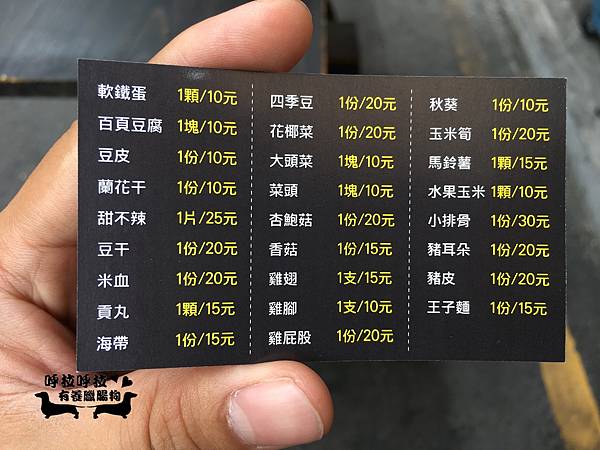 軟鐵蛋 1顆/10元
百頁豆腐 1塊/10元
豆皮 1份/10元
蘭花干 1份/10元
甜不辣 1片/25元
豆干 1份/20元
米血 1份/20元
貢丸 1顆/15元
海帶 1份/15元
四季豆 1份/20元
花椰菜 1份/20元
大頭菜 1塊/10元
菜頭 1塊/10元
杏鮑菇 1份/20元
香菇 1份/15元
雞翅 1支/15元
雞腳 1支/10元
雞屁股 1份/20元
秋葵 1份/10元
玉米筍 1份/20元
馬鈴薯 1顆/15元
水果玉米 1顆/10元
小排骨 1份/30元
豬耳朵 1份/20元
豬皮 1份/20元
王子麵 1份/15元
呼拉呼拉
有養臘腸狗